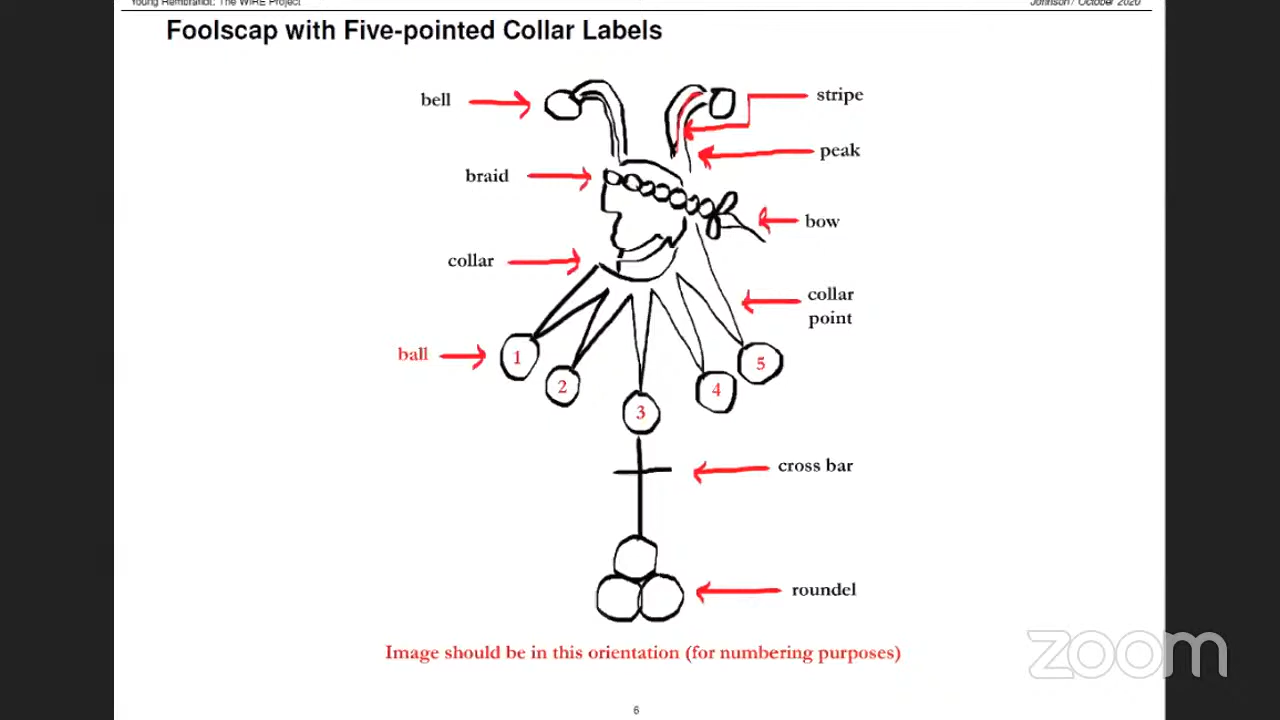 Young Rembrandt: The WIRE Project
Johnson / October 2020
Foolscap with Five-pointed Collar Labels
bell
stripe
peak
braid
bow
collar
collar
point
ball
1
2
3
4
5
cross bar
roundel
Image should be in this orientation (for numbering purposes)
6
zoom